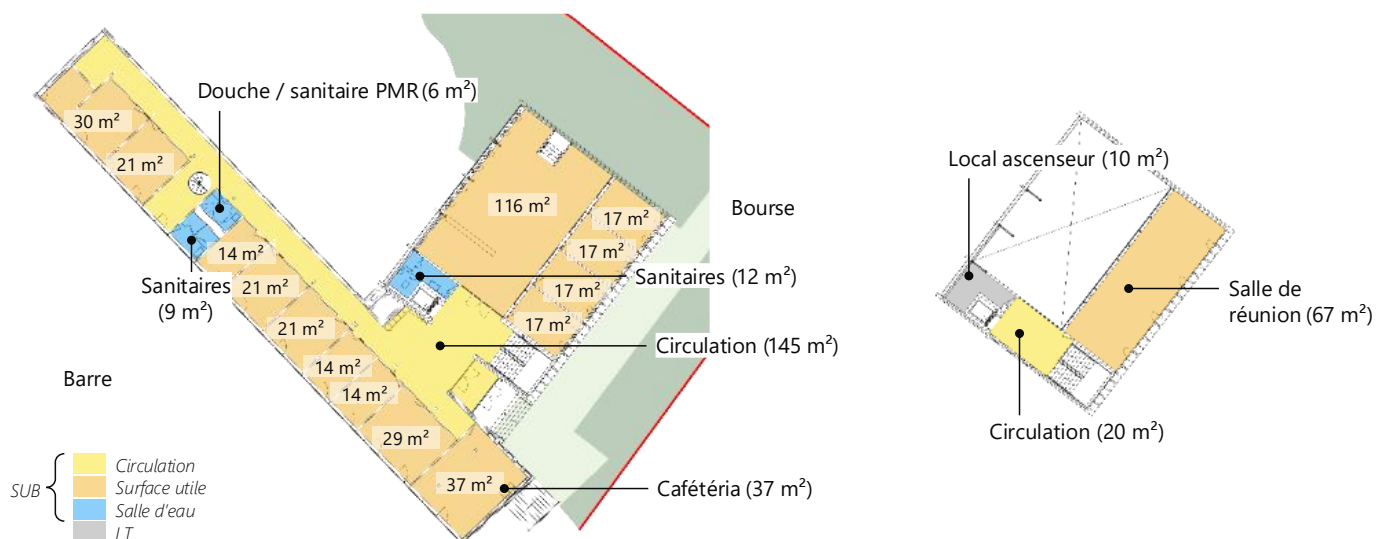 Douche / sanitaire PMR (6 m²)
30 m²
21 m²
116 m²
17 m²
17 m²
17 m²
17 m²
Bourse
14 m²
Sanitaires
(9 m²)
21 m²
Sanitaires (12 m²)
21 m²
Circulation (145 m²)
14 m²
14 m²
Barre
29 m²
37 m²
Cafétéria (37 m²)
SUB
Circulation
Surface utile
Salle d'eau
LT
Local ascenseur (10 m²)
Salle de
réunion (67 m²)
Circulation (20 m²)